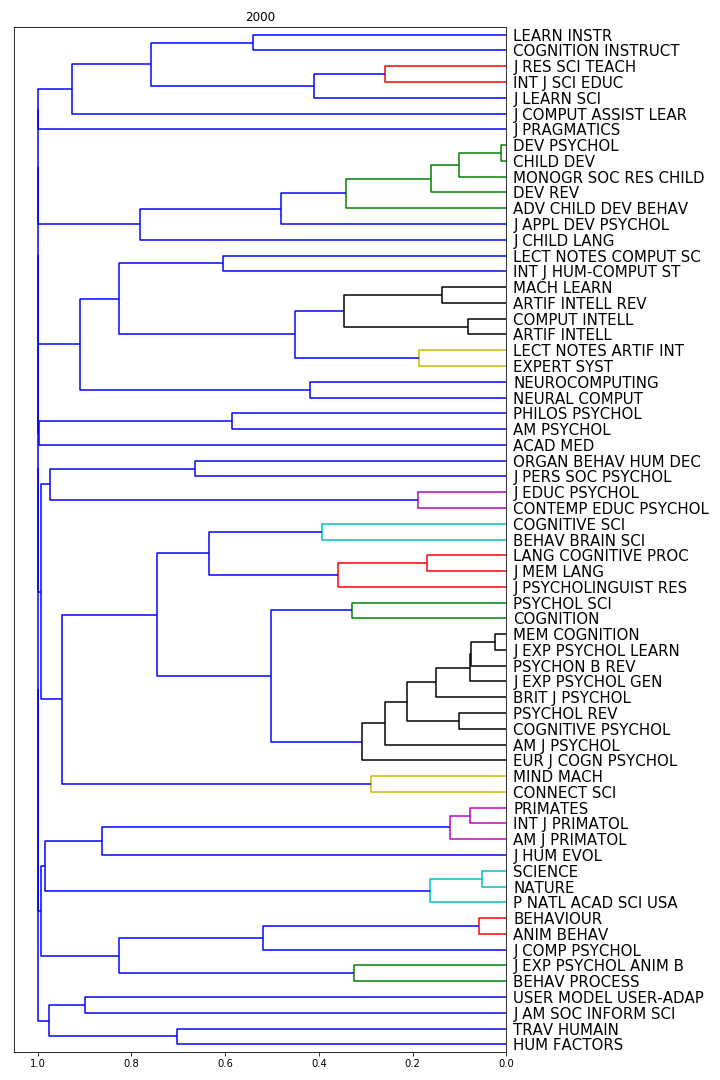 2000
LEARN INSTR
COGNITION INSTRUCT
J RES SCI TEACH
INT J SCI EDUC
J LEARN SCI
J COMPUT ASSIST LEAR
J PRAGMATICS
DEV PSYCHOL
CHILD DEV
MONOGR SOC RES CHILD
DEV REV
ADV CHILD DEV BEHAV
J APPL DEV PSYCHOL
J CHILD LANG
LECT NOTES COMPUT SC
INT J HUM-COMPUT ST
MACH LEARN
ARTIF INTELL REV
COMPUT INTELL
ARTIF INTELL
LECT NOTES ARTIF INT
EXPERT SYST
NEUROCOMPUTING
NEURAL COMPUT
PHILOS PSYCHOL
AM PSYCHOL
ACAD MED
ORGAN BEHAV HUM DEC
J PERS SOC PSYCHOL
J EDUC PSYCHOL
CONTEMP EDUC PSYCHOL
COGNITIVE SCI
BEHAV BRAIN SCI
LANG COGNITIVE PROC
J MEM LANG
J PSYCHOLINGUIST RES
PSYCHOL SCI
COGNITION
MEM COGNITION
J EXP PSYCHOL LEARN
PSYCHON B REV
J EXP PSYCHOL GEN
BRIT J PSYCHOL
PSYCHOL REV
COGNITIVE PSYCHOL
AM J PSYCHOL
EUR J COGN PSYCHOL
MIND MACH
CONNECT SCI
PRIMATES
INT J PRIMATOL
AM J PRIMATOL
J HUM EVOL
SCIENCE
NATURE
P NATL ACAD SCI USA
BEHAVIOUR
ANIM BEHAV
J COMP PSYCHOL
J EXP PSYCHOL ANIM B
BEHAV PROCESS
USER MODEL USER-ADAP
J AM SOC INFORM SCI
TRAV HUMAIN
HUM FACTORS
1.0 0.8 0.6 0.4 0.2 0.0